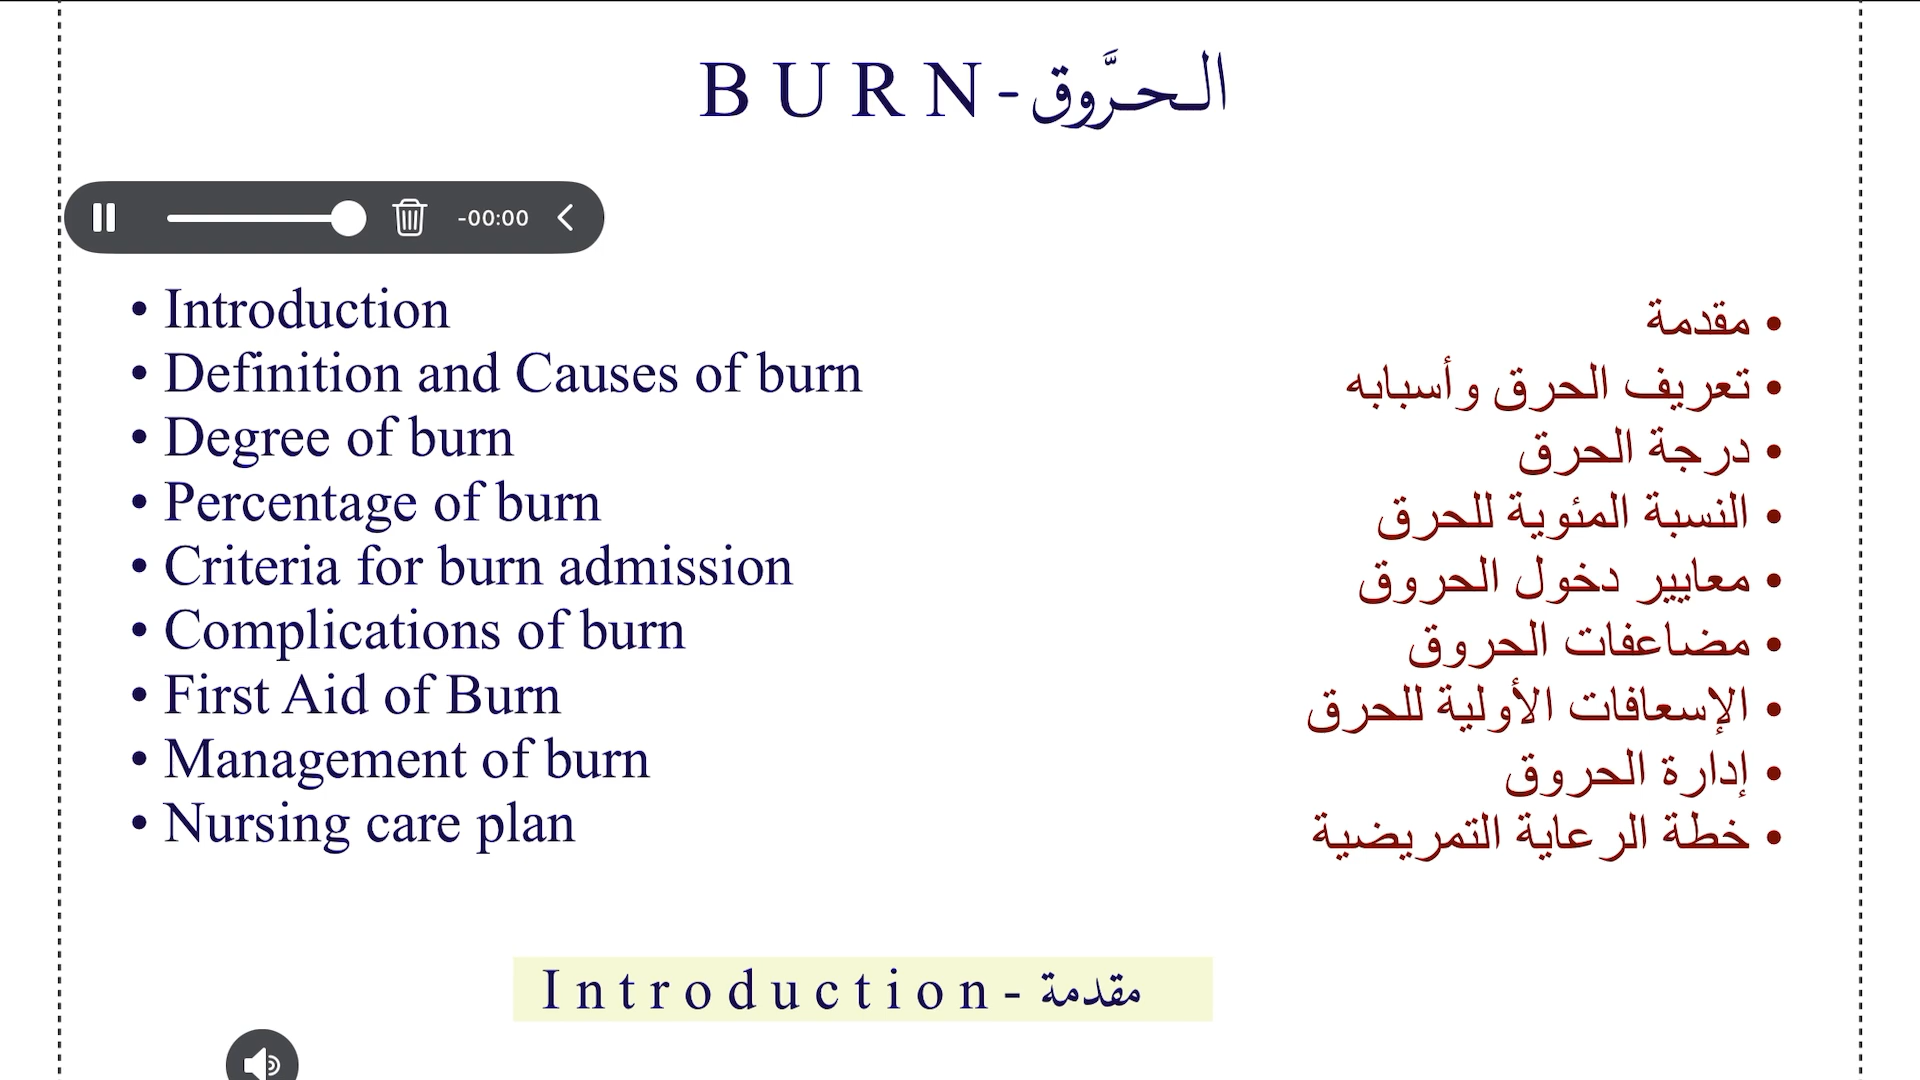 B U R N - الـحـرَّوق
-00:00
• Introduction
• Definition and Causes of burn
• Degree of burn
• Percentage of burn
• Criteria for burn admission
• Complications of burn
• First Aid of Burn
• Management of burn
• Nursing care plan
• مقدمة
• تعريف الحرق وأسبابه
• درجة الحرق
• النسبة المئوية للحرق
• معايير دخول الحروق
• مضاعفات الحروق
• الإسعافات الأولية للحرق
• إدارة الحروق
• خطة الرعاية التمريضية
I n t r o d u c t i o n - مقدمة